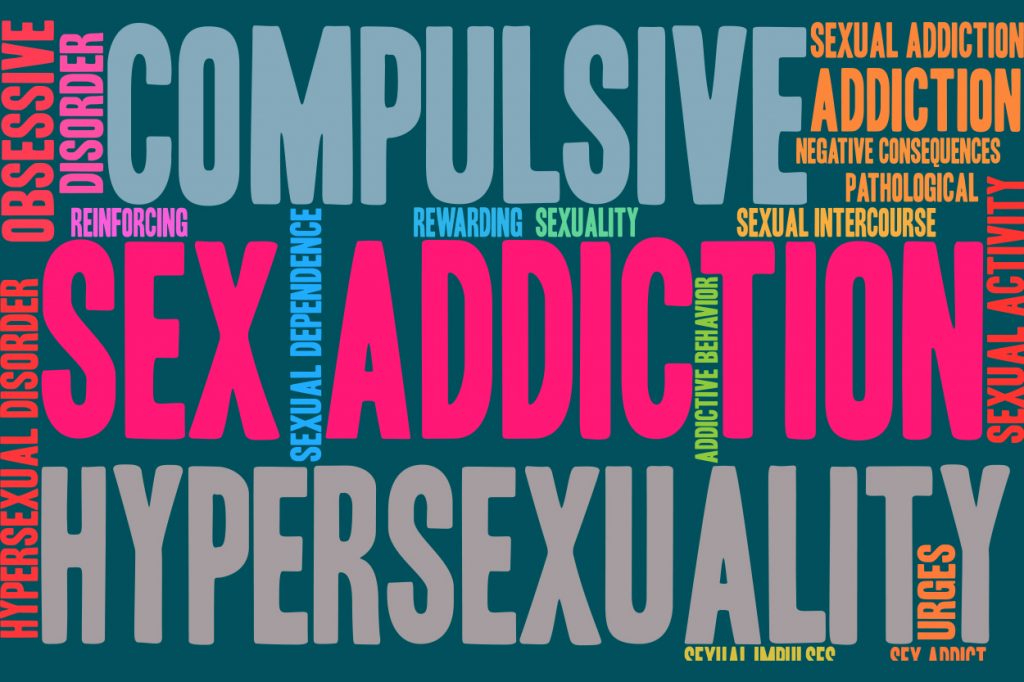 OBSESSIVE
DISORDER
COMPULSIVE
SEXUAL ADDICTION
ADDICTION
NEGATIVE CONSEQUENCES
PATHOLOGICAL
REINFORCING
SEXUAL DEPENDENCE
REWARDING
SEXUALITY
SEXUAL INTERCOURSE
SEXUAL ACTIVITY
HYPERSEXUAL DISORDER
SEX ADDICTION
ADDICTIVE BEHAVIOR
HYPERSEXUALITY
URGES
SEXUAL IMPULSES
SEX ADDICT